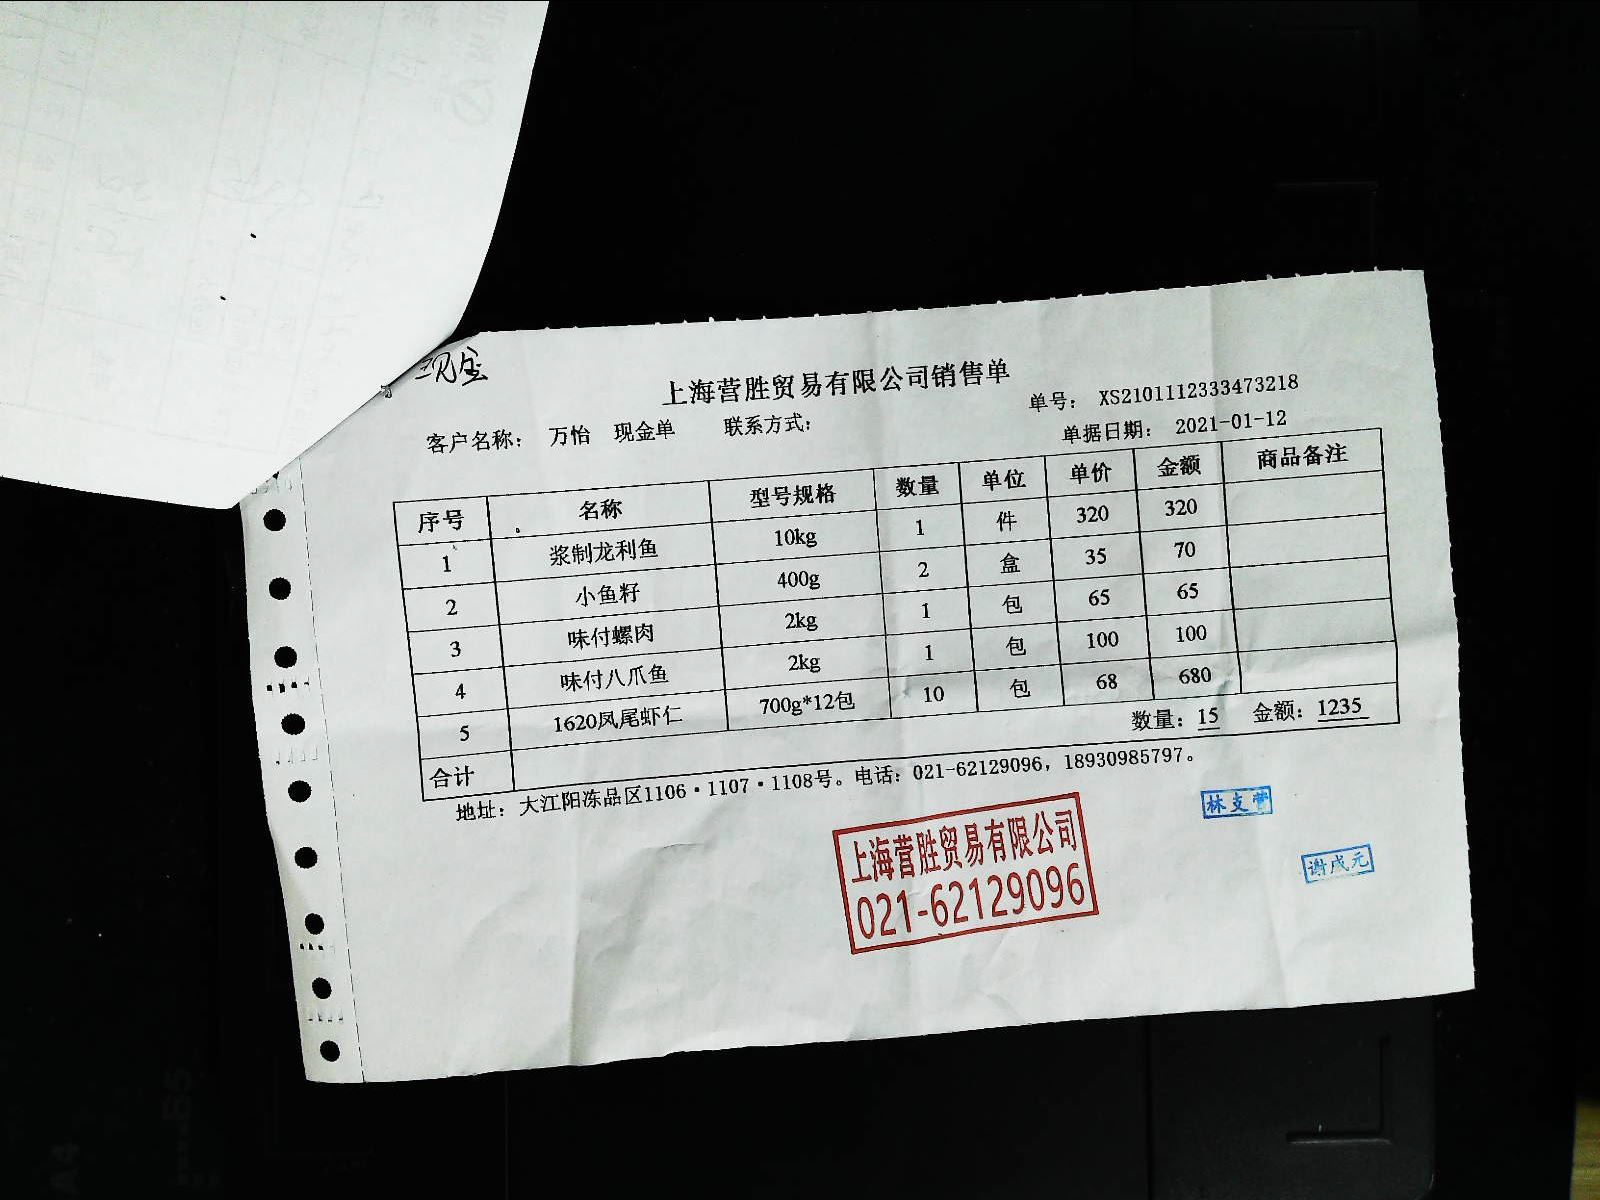 现金
上海营胜贸易有限公司销售单
单号： XS2101112333473218
客户名称： 万怡 现金单 联系方式： 单据日期： 2021-01-12
序号 名称 型号规格 数量 单位 单价 金额 商品备注
1 浆制龙利鱼 10kg 1 件 320 320
2 小鱼籽 400g 2 盒 35 70
3 味付螺肉 2kg 1 包 65 65
4 味付八爪鱼 2kg 1 包 100 100
5 1620凤尾虾仁 700g*12包 10 包 68 680
合计 数量：15 金额：1235
地址： 大江阳冻品区1106·1107·1108号。电话：021-62129096，18930985797。
林支营
上海营胜贸易有限公司
021-62129096
谢成元
A4
B5